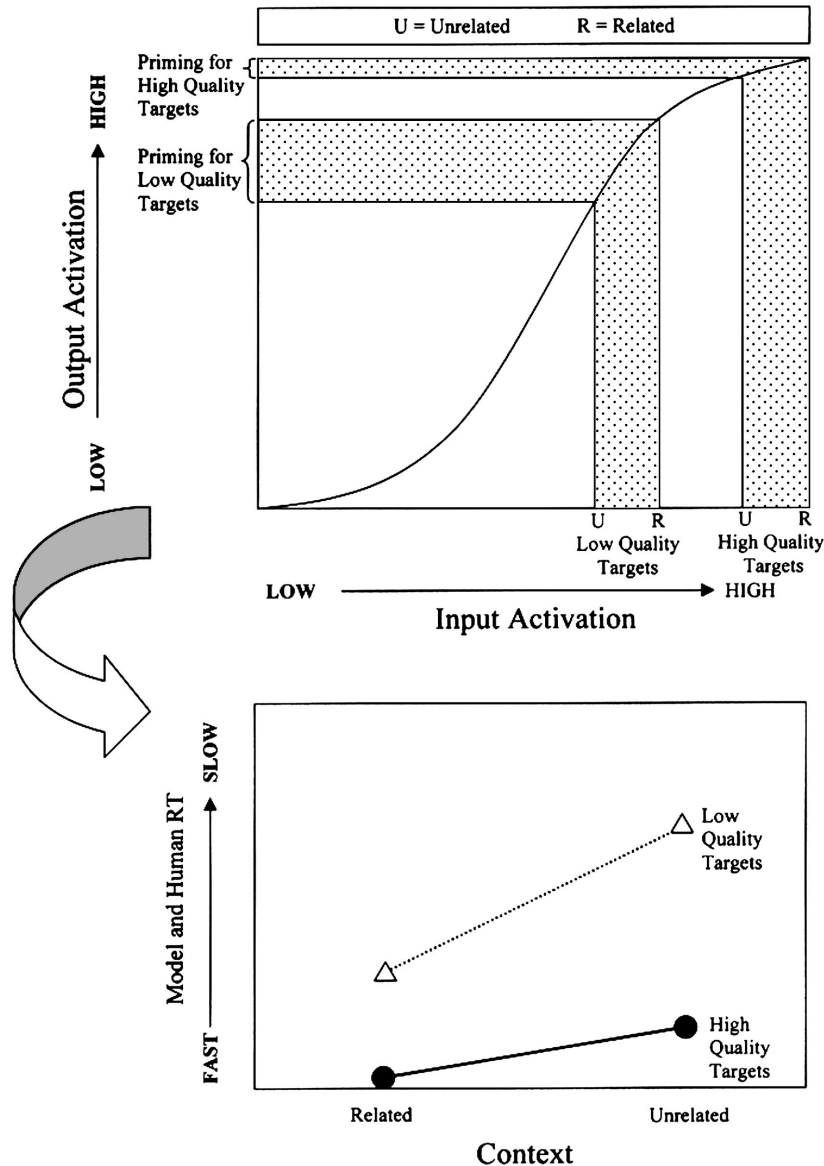 U = Unrelated R = Related
Priming for
High Quality
Targets
Priming for
Low Quality
Targets
HIGH
Output Activation
LOW
U R U R
Low Quality High Quality
Targets Targets
LOW HIGH
Input Activation
SLOW
Model and Human RT
FAST
Low
Quality
Targets
High
Quality
Targets
Related Unrelated
Context